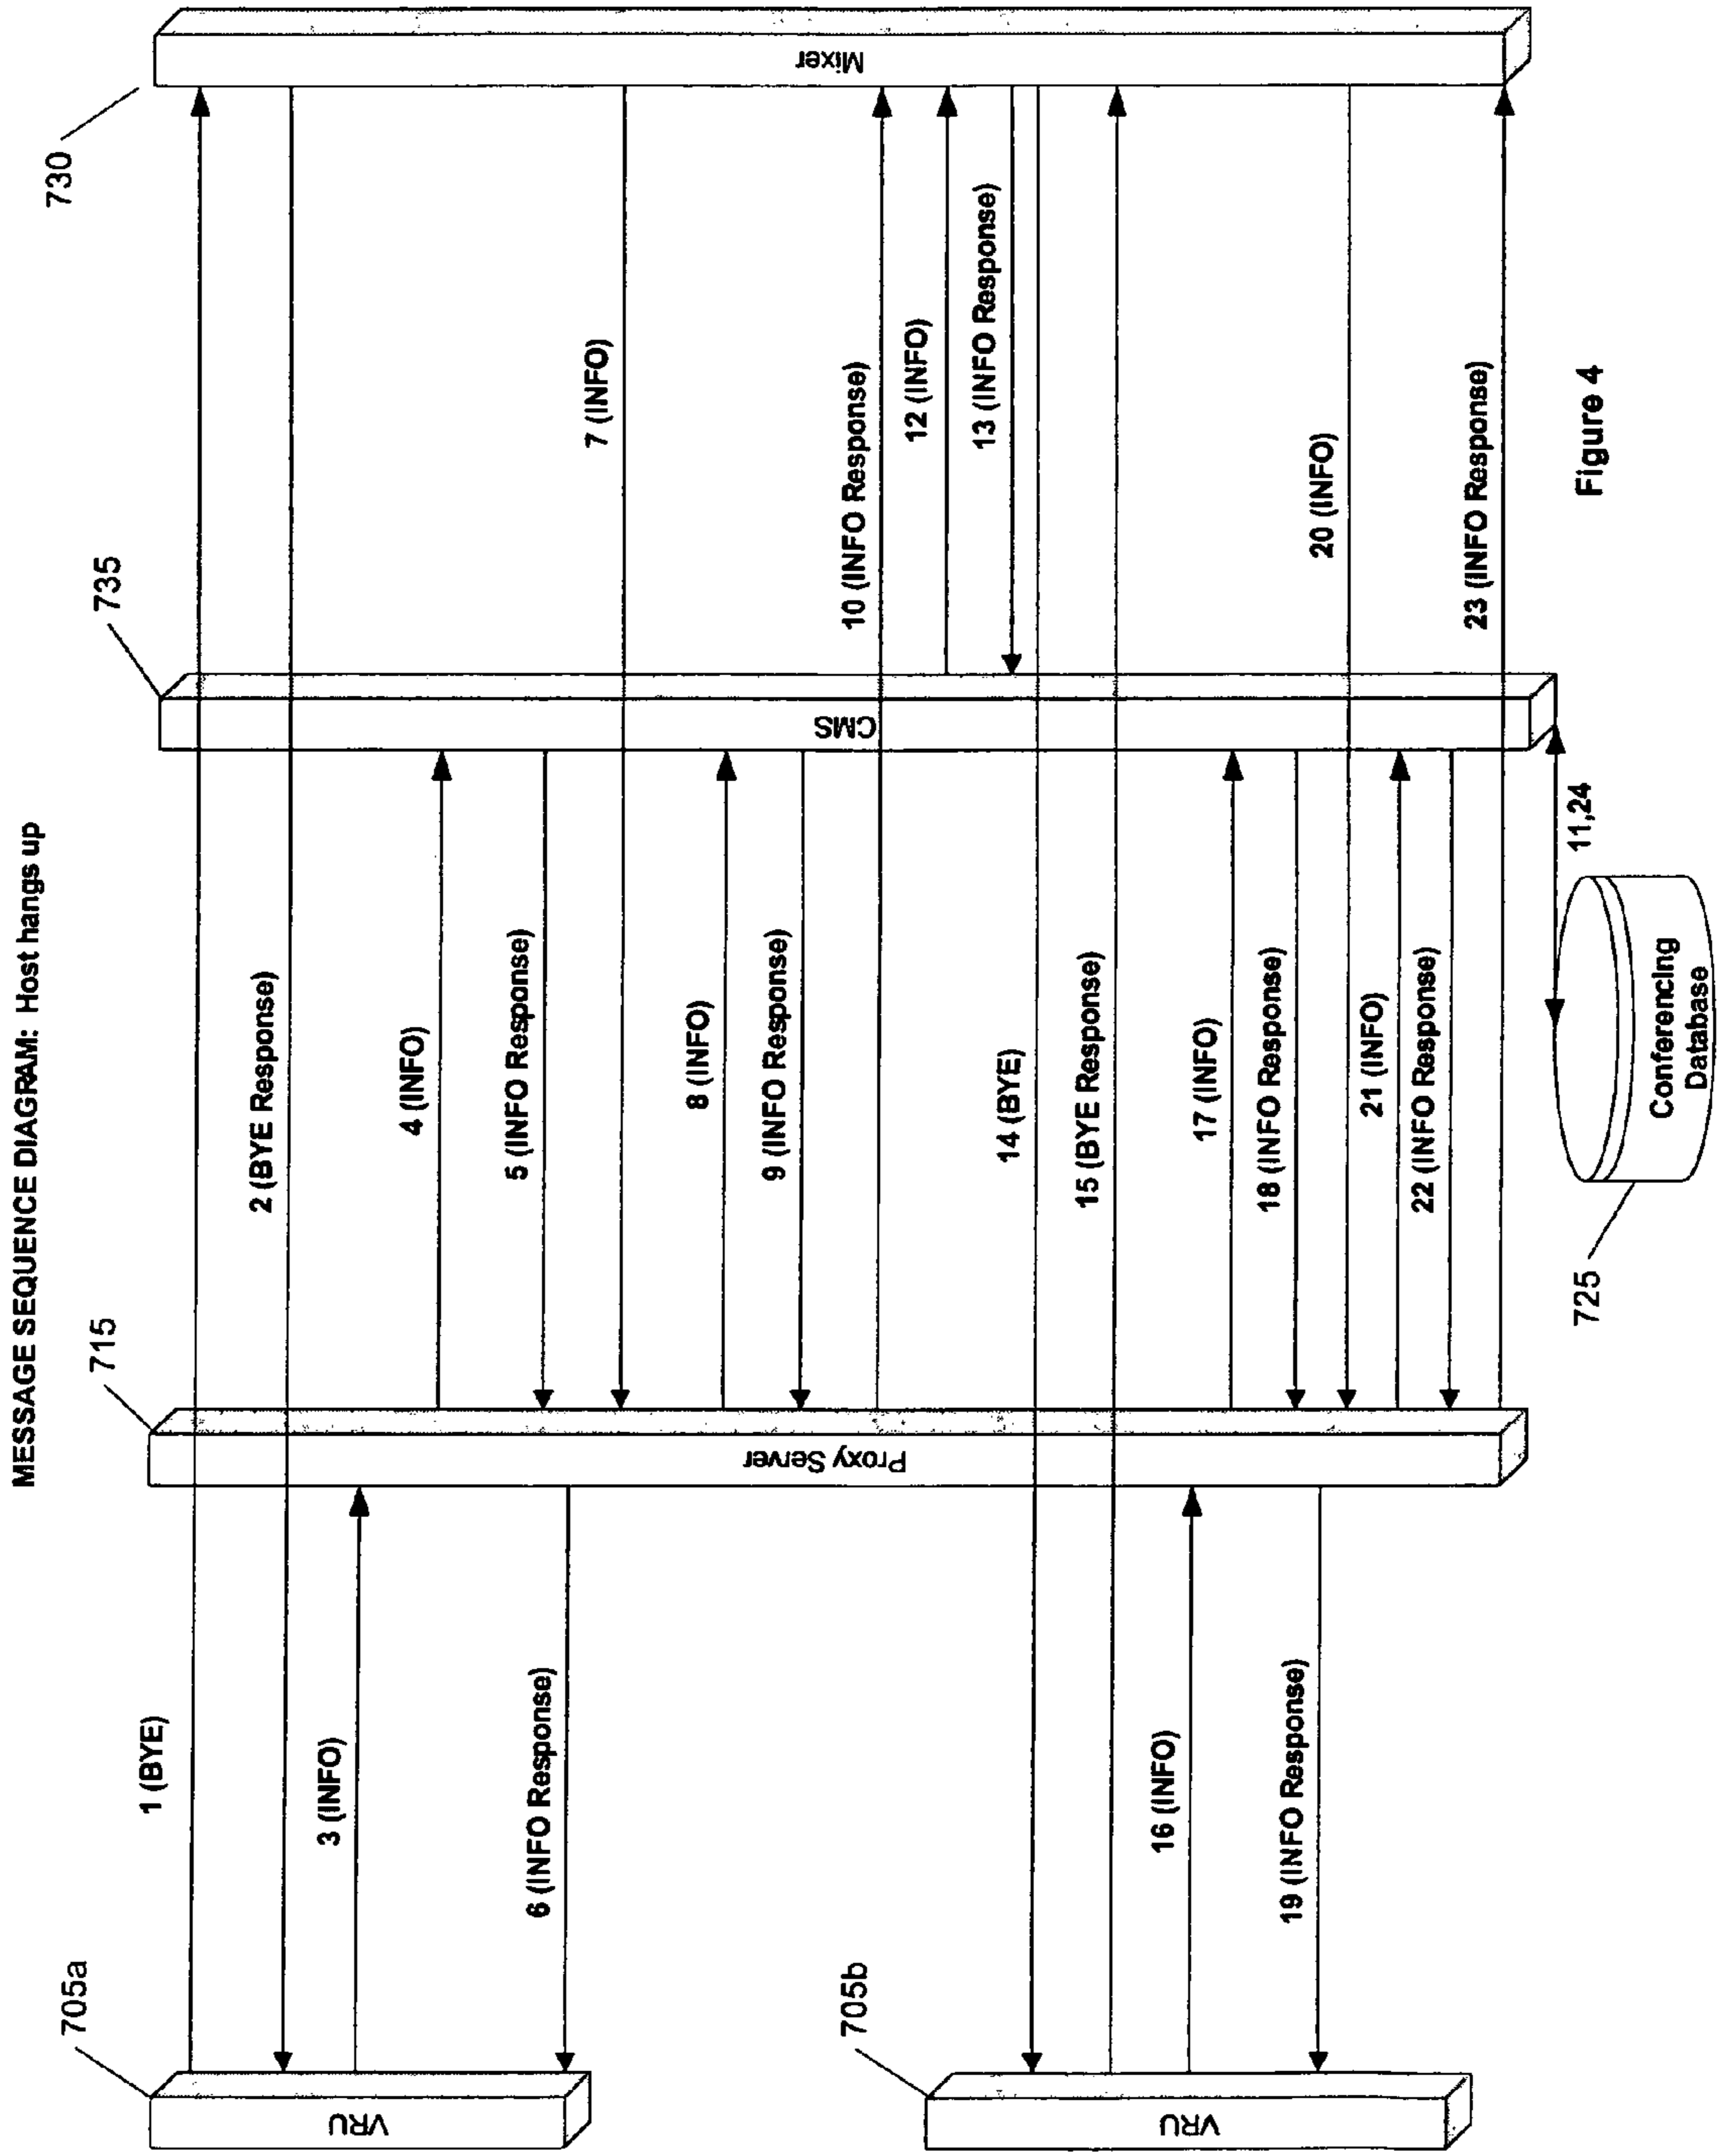 MESSAGE SEQUENCE DIAGRAM: Host hangs up
705a
715
735
730
VRU
Proxy Server
CMS
Mixer
1 (BYE)
2 (BYE Response)
3 (INFO)
4 (INFO)
5 (INFO Response)
6 (INFO Response)
7 (INFO)
8 (INFO)
9 (INFO Response)
10 (INFO Response)
12 (INFO)
13 (INFO Response)
705b
VRU
14 (BYE)
15 (BYE Response)
16 (INFO)
17 (INFO)
18 (INFO Response)
19 (INFO Response)
20 (INFO)
21 (INFO)
22 (INFO Response)
23 (INFO Response)
11,24
725
Conferencing
Database
Figure 4